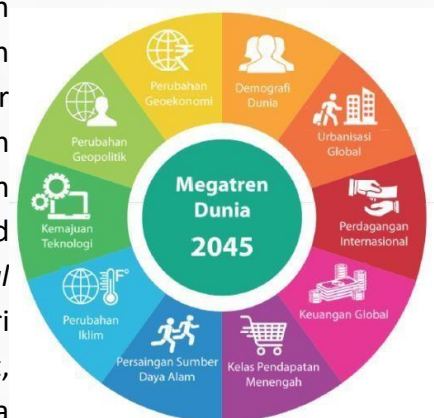 Megatren
Dunia
2045
Perubahan
Geoekonomi
Demografi
Dunia
Urbanisasi
Global
Perdagangan
Internasional
Keuangan Global
Kelas Pendapatan
Menengah
Persaingan Sumber
Daya Alam
Perubahan
Iklim
Kemajuan
Teknologi
Perubahan
Geopolitik